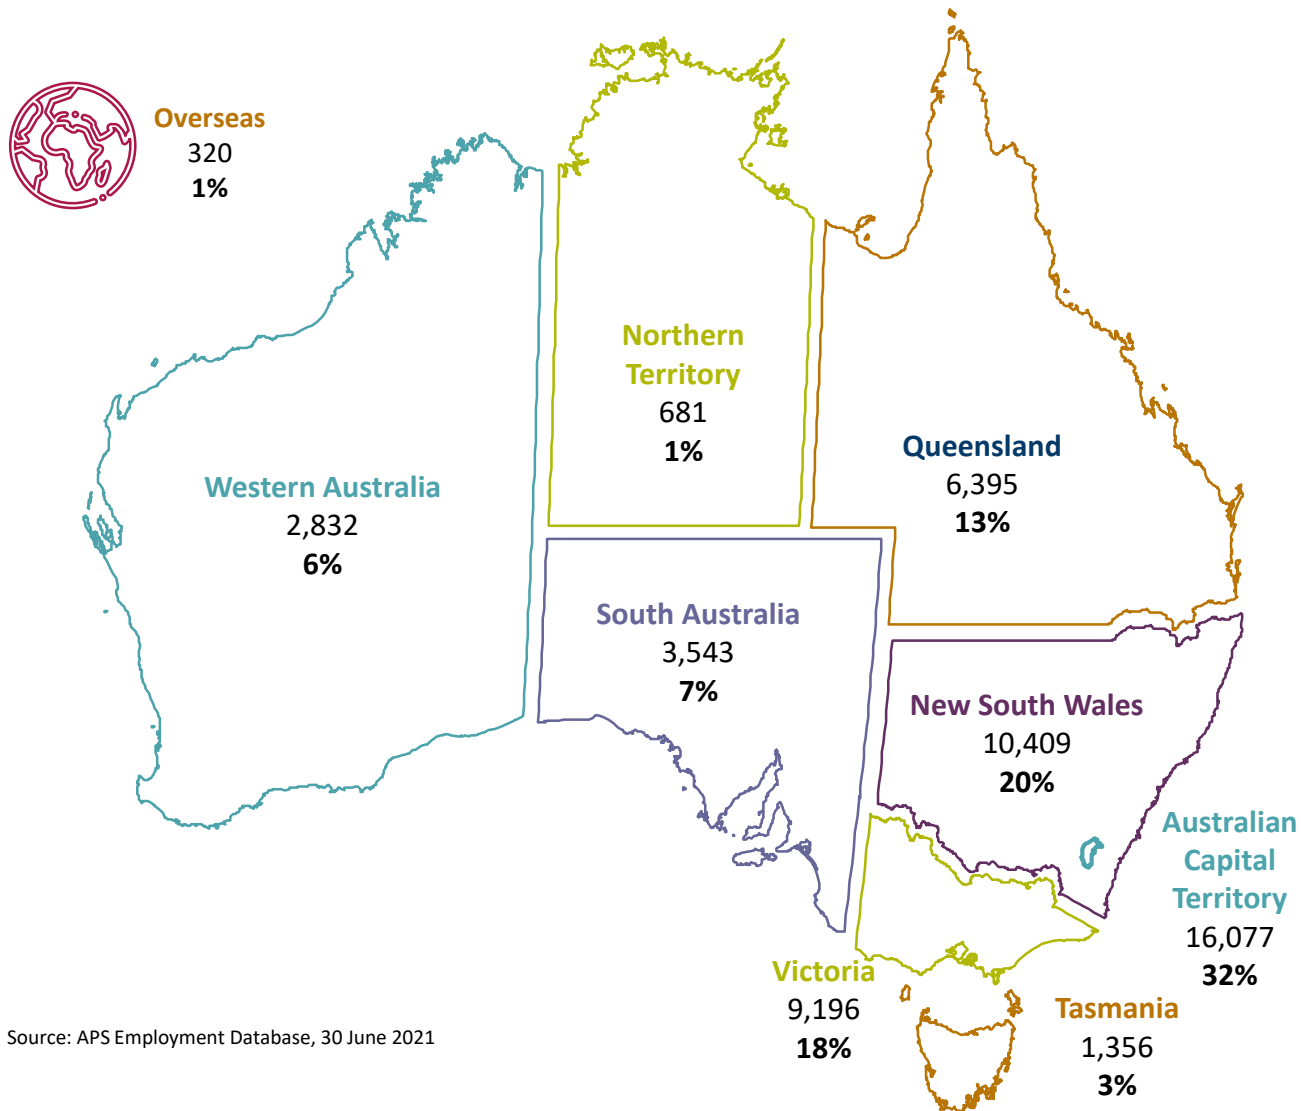 Overseas
320
1%
Northern
Territory
681
1%
Queensland
6,395
13%
Western Australia
2,832
6%
South Australia
3,543
7%
New South Wales
10,409
20%
Australian
Capital
Territory
16,077
32%
Victoria
9,196
18%
Tasmania
1,356
3%
Source: APS Employment Database, 30 June 2021